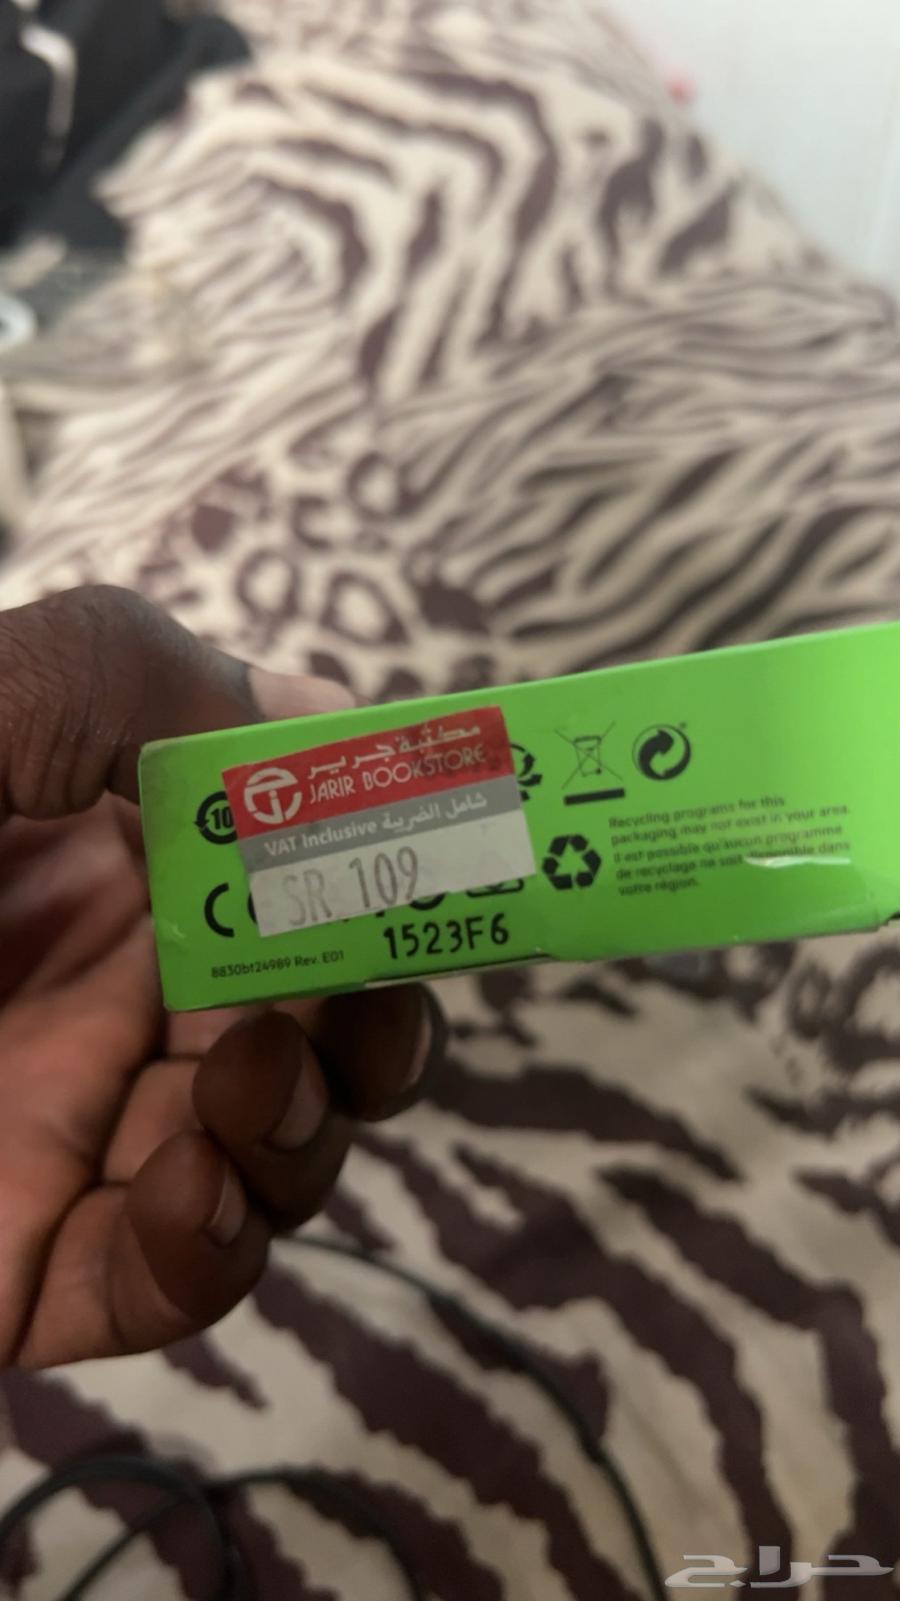 مكتبة جرير
JARIR BOOKSTORE
شامل الضريبة VAT Inclusive
SR 109
10
C
1523F6
8830bt24989 Rev. E01
Recycling programs for this
packaging may not exist in your area.
Il est possible qu'aucun programme
de recyclage ne soit disponible dans
votre région.
حراج